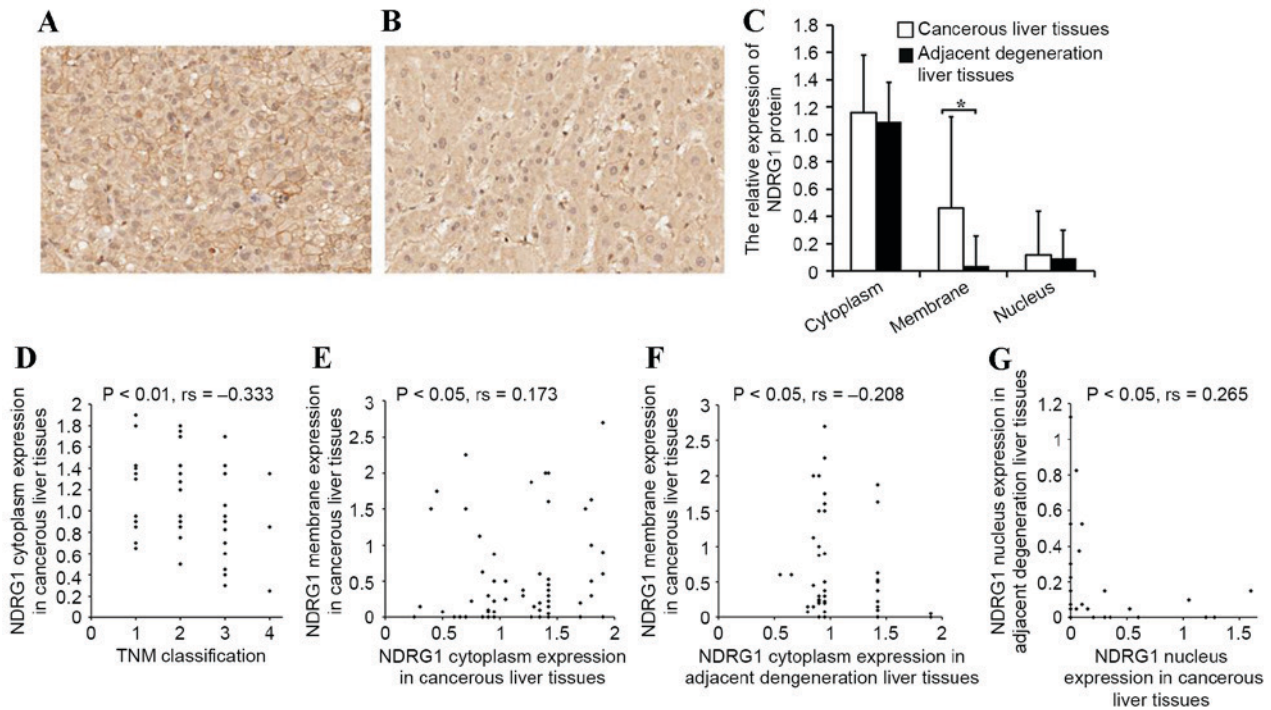 A
B
C
The relative expression of
NDRG1 protein
1.8
1.6
1.4
1.2
1.0
0.8
0.6
0.4
0.2
0
Cancerous liver tissues
Adjacent degeneration
liver tissues
*
Cytoplasm
Membrane
Nucleus
D
P < 0.01, rs = –0.333
NDRG1 cytoplasm expression
in cancerous liver tissues
2.0
1.8
1.6
1.4
1.2
1.0
0.8
0.6
0.4
0.2
0
0 1 2 3 4
TNM classification
E
P < 0.05, rs = 0.173
NDRG1 membrane expression
in cancerous liver tissues
3
2.5
2
1.5
1
0.5
0
0 0.5 1 1.5 2
NDRG1 cytoplasm expression
in cancerous liver tissues
F
P < 0.05, rs = –0.208
NDRG1 membrane expression
in cancerous liver tissues
3
2.5
2
1.5
1
0.5
0
0 0.5 1 1.5 2
NDRG1 cytoplasm expression in
adjacent dengeneration liver tissues
G
P < 0.05, rs = 0.265
NDRG1 nucleus expression in
adjacent degeneration liver tissues
1.2
1
0.8
0.6
0.4
0.2
0
0 0.5 1 1.5
NDRG1 nucleus
expression in cancerous
liver tissues